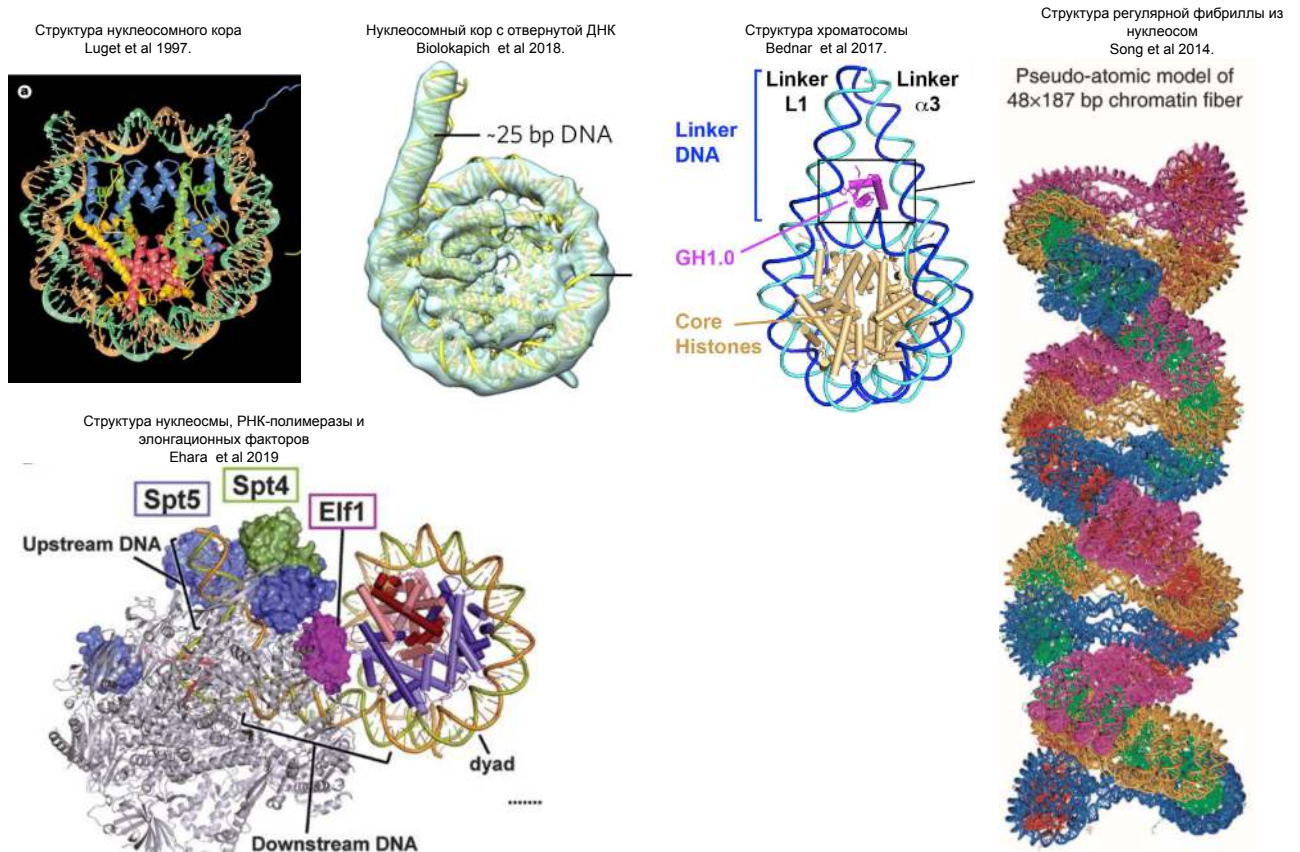 Структура нуклеосомного кора
Luget et al 1997.
a
Нуклеосомный кор с отвернутой ДНК
Biolokapich et al 2018.
~25 bp DNA
Структура хроматосомы
Bednar et al 2017.
Linker
L1
Linker
α3
Linker
DNA
GH1.0
Core
Histones
Структура регулярной фибриллы из
нуклеосом
Song et al 2014.
Pseudo-atomic model of
48×187 bp chromatin fiber
Структура нуклеосмы, РНК-полимеразы и
элонгационных факторов
Ehara et al 2019
Spt5
Spt4
Elf1
Upstream DNA
dyad
Downstream DNA